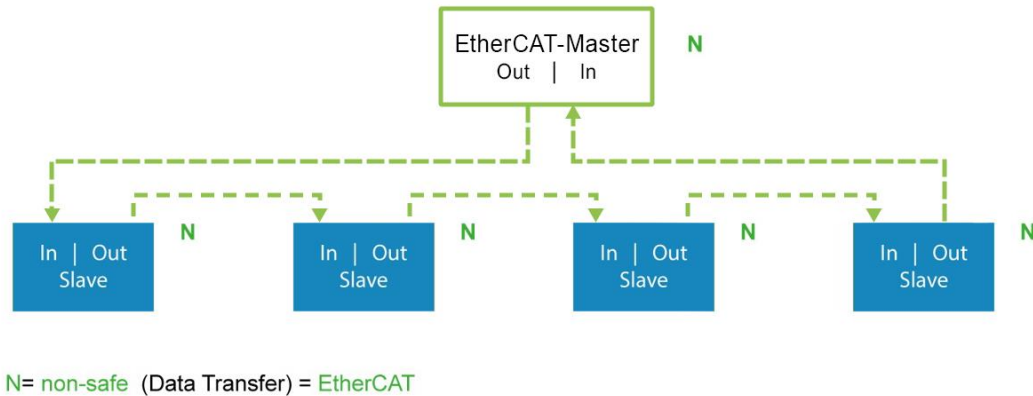 EtherCAT-Master
Out | In
N
In | Out
Slave
N
In | Out
Slave
N
In | Out
Slave
N
In | Out
Slave
N
N= non-safe (Data Transfer) = EtherCAT